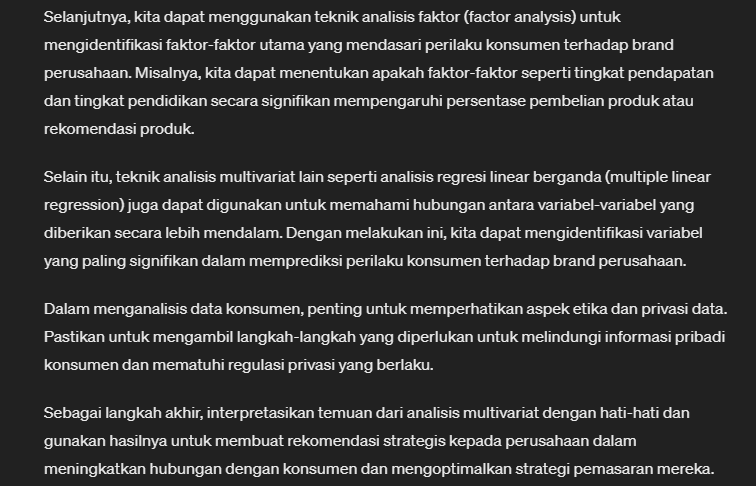 Selanjutnya, kita dapat menggunakan teknik analisis faktor (factor analysis) untuk
mengidentifikasi faktor-faktor utama yang mendasari perilaku konsumen terhadap brand
perusahaan. Misalnya, kita dapat menentukan apakah faktor-faktor seperti tingkat pendapatan
dan tingkat pendidikan secara signifikan mempengaruhi persentase pembelian produk atau
rekomendasi produk.
Selain itu, teknik analisis multivariat lain seperti analisis regresi linear berganda (multiple linear
regression) juga dapat digunakan untuk memahami hubungan antara variabel-variabel yang
diberikan secara lebih mendalam. Dengan melakukan ini, kita dapat mengidentifikasi variabel
yang paling signifikan dalam memprediksi perilaku konsumen terhadap brand perusahaan.
Dalam menganalisis data konsumen, penting untuk memperhatikan aspek etika dan privasi data.
Pastikan untuk mengambil langkah-langkah yang diperlukan untuk melindungi informasi pribadi
konsumen dan mematuhi regulasi privasi yang berlaku.
Sebagai langkah akhir, interpretasikan temuan dari analisis multivariat dengan hati-hati dan
gunakan hasilnya untuk membuat rekomendasi strategis kepada perusahaan dalam
meningkatkan hubungan dengan konsumen dan mengoptimalkan strategi pemasaran mereka.